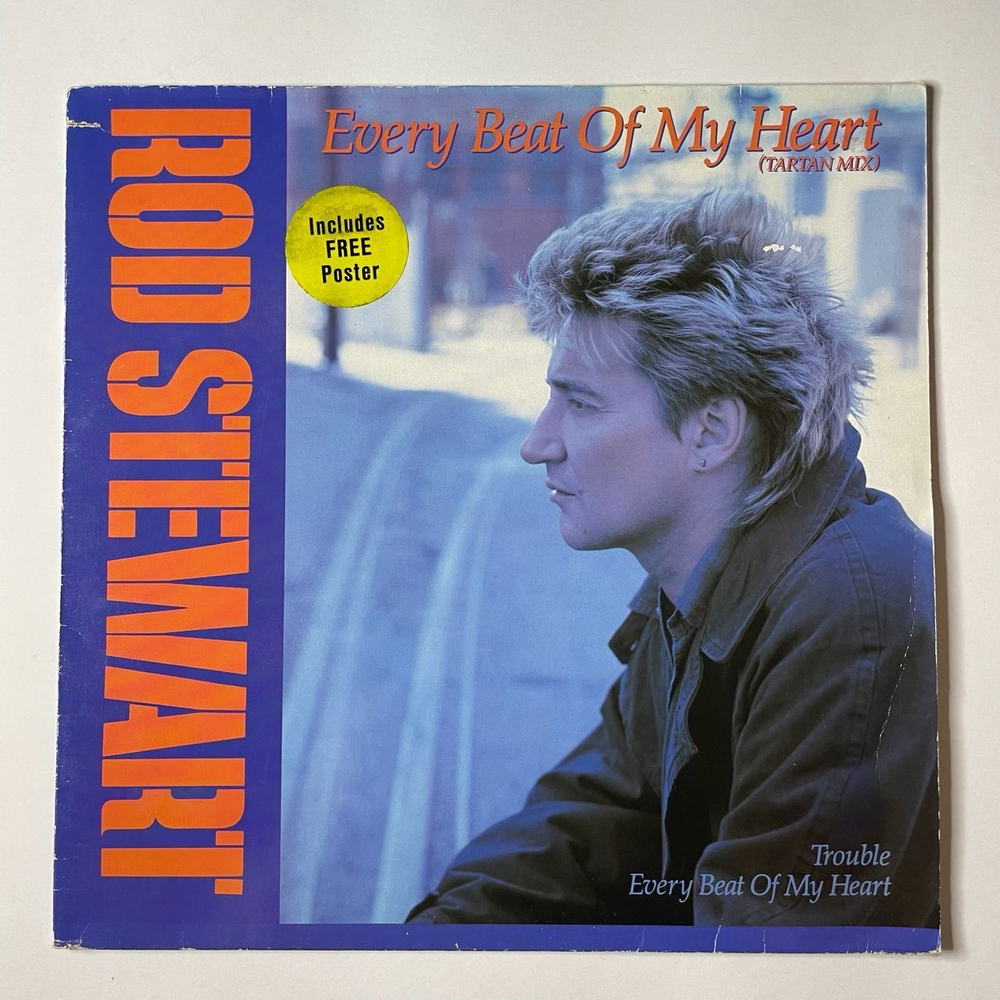 ROD STEWART
Every Beat Of My Heart
(TARTAN MIX)
Includes
FREE
Poster
Trouble
Every Beat Of My Heart